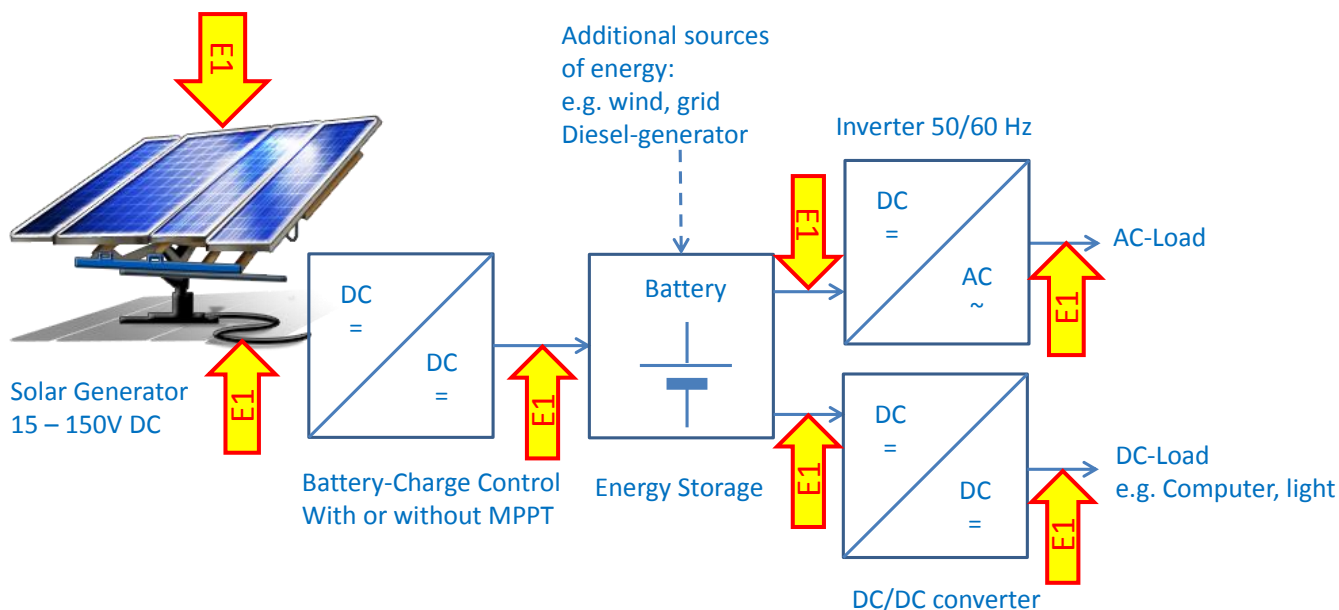 E1
Additional sources
of energy:
e.g. wind, grid
Diesel-generator
Inverter 50/60 Hz
DC
=
AC
~
E1
AC-Load
E1
Solar Generator
15 – 150V DC
E1
DC
=
DC
=
Battery-Charge Control
With or without MPPT
E1
Battery
Energy Storage
E1
DC
=
DC
=
DC/DC converter
DC-Load
e.g. Computer, light
E1